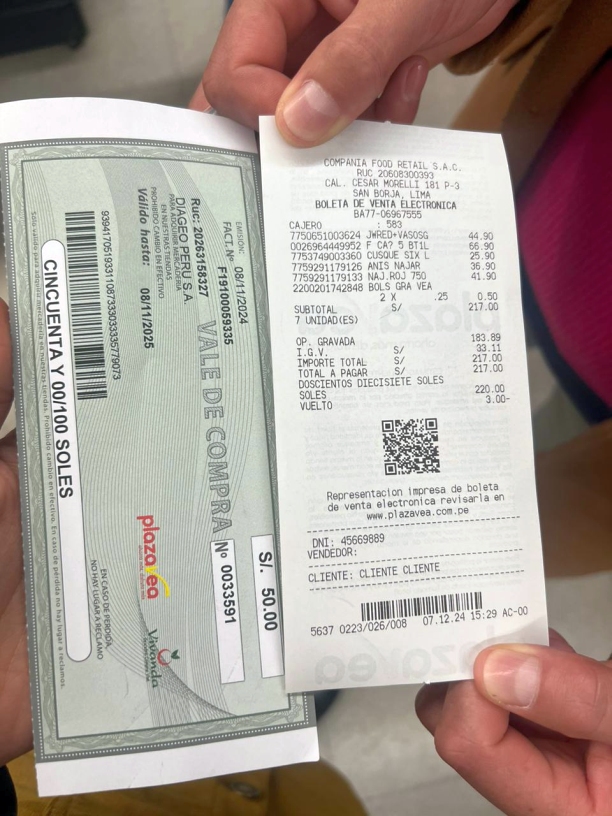 COMPANIA FOOD RETAIL S.A.C.
RUC 20608300393
CAL. CESAR MORELLI 181 P-3
SAN BORJA, LIMA
BOLETA DE VENTA ELECTRONICA
BA77-06967555
CAJERO : 583
7750651003624 JWRED+VASOSG 44.90
0026964449952 F CA? 5 BT1L 66.90
7753749003360 CUSQUE SIX L 25.90
7759291179126 ANIS NAJAR 36.90
7759291179133 NAJ.ROJ 750 41.90
2200201742848 BOLS GRA VEA
2 X .25 0.50
SUBTOTAL S/ 217.00
7 UNIDAD(ES)
OP. GRAVADA 183.89
I.G.V. S/ 33.11
IMPORTE TOTAL S/ 217.00
TOTAL A PAGAR S/ 217.00
DOSCIENTOS DIECISIETE SOLES
SOLES 220.00
VUELTO 3.00-
Representacion impresa de boleta
de venta electronica revisarla en
www.plazavea.com.pe
DNI: 45669889
VENDEDOR:
CLIENTE: CLIENTE CLIENTE
5637 0223/026/008 07.12.24 15:29 AC-00
EMISIÓN: 08/11/2024
FACT. Nº F19100059335
Ruc: 20263158327
DIAGEO PERU S.A.
PARA ADQUIRIR MERCADERIA
EN NUESTRAS TIENDAS
PROHIBIDO CAMBIO EN EFECTIVO
Válido hasta: 08/11/2025
VALE DE COMPRA
S/. 50.00
Nº 0033591
plazavea
Vivanda
CINCUENTA Y 00/100 SOLES
EN CASO DE PERDIDA
NO HAY LUGAR A RECLAMO
Solo válido para adquirir mercadería en nuestras tiendas. Prohibido cambio en efectivo. En caso de pérdida no hay lugar a reclamos.